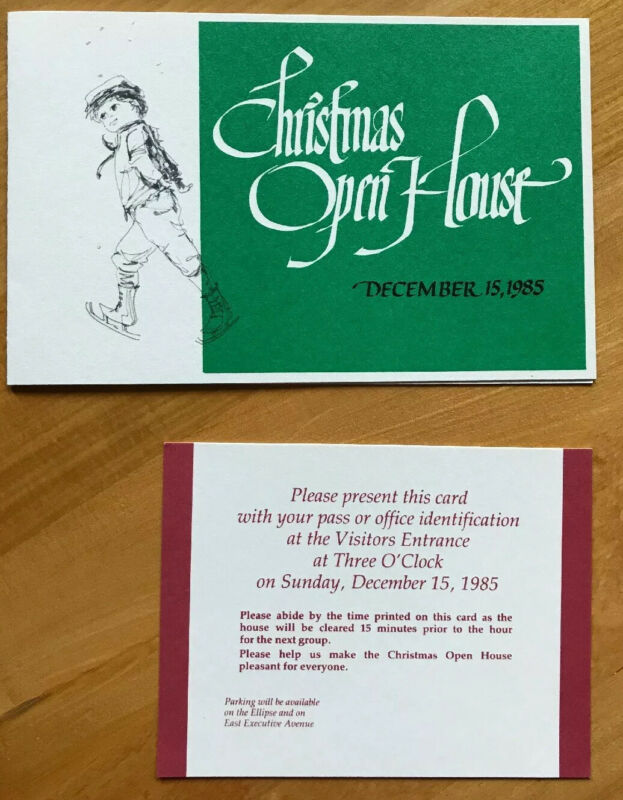 Christmas
Open House
DECEMBER 15, 1985
Please present this card
with your pass or office identification
at the Visitors Entrance
at Three O'Clock
on Sunday, December 15, 1985
Please abide by the time printed on this card as the
house will be cleared 15 minutes prior to the hour
for the next group.
Please help us make the Christmas Open House
pleasant for everyone.
Parking will be available
on the Ellipse and on
East Executive Avenue